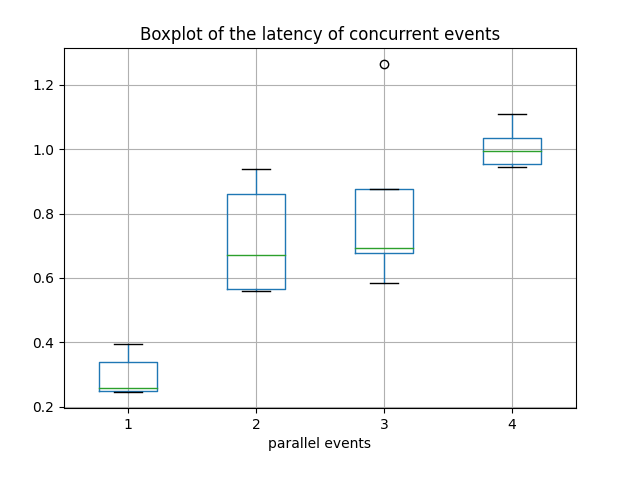 Boxplot of the latency of concurrent events
1.2
1.0
0.8
0.6
0.4
0.2
1 2 3 4
parallel events